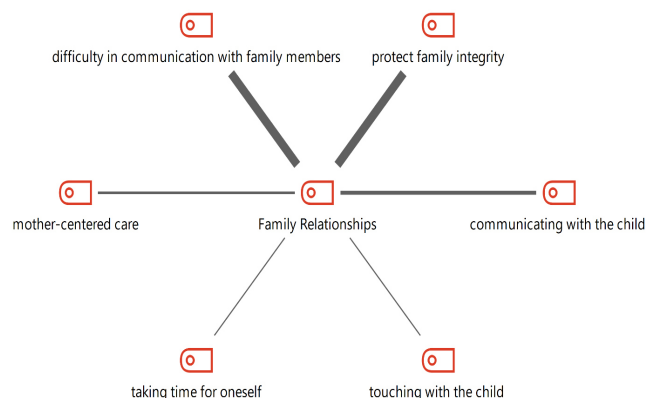 difficulty in communication with family members
protect family integrity
mother-centered care
Family Relationships
communicating with the child
taking time for oneself
touching with the child